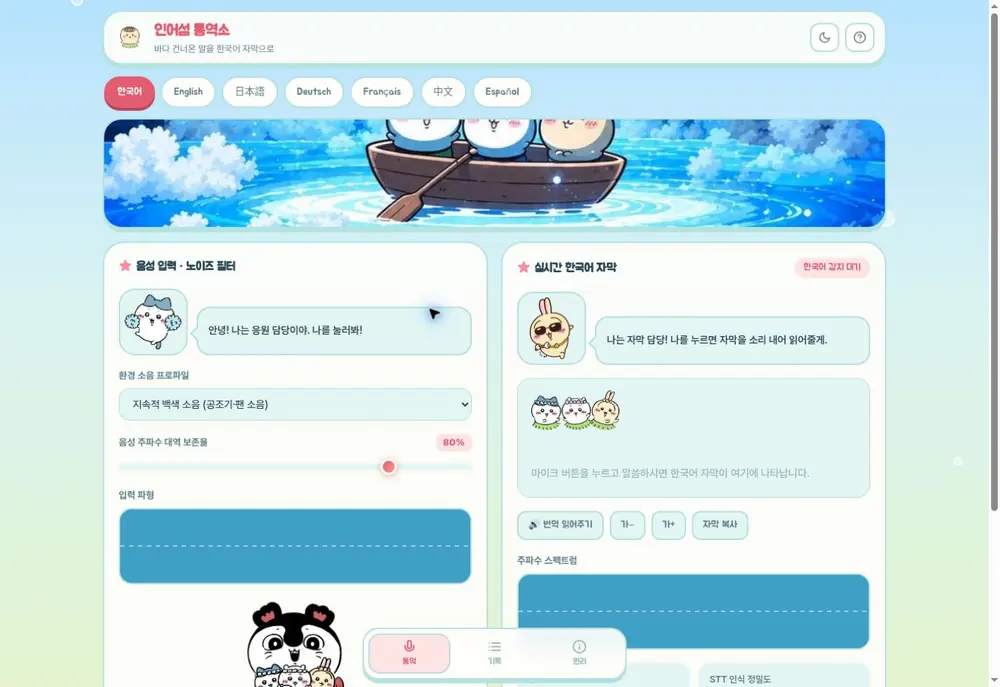 인어섬 통역소
바다 건너온 말을 한국어 자막으로
한국어
English
日本語
Deutsch
Français
中文
Español
음성 입력 · 노이즈 필터
안녕! 나는 응원 담당이야. 나를 눌러봐!
환경 소음 프로파일
지속적 백색 소음 (공조기·팬 소음)
음성 주파수 대역 보존율
80%
입력 파형
실시간 한국어 자막
한국어 감지 대기
나는 자막 담당! 나를 누르면 자막을 소리 내어 읽어줄게.
마이크 버튼을 누르고 말씀하시면 한국어 자막이 여기에 나타납니다.
번역 읽어주기
가-
가+
자막 복사
주파수 스펙트럼
STT 인식 정밀도
통역
기록
원리